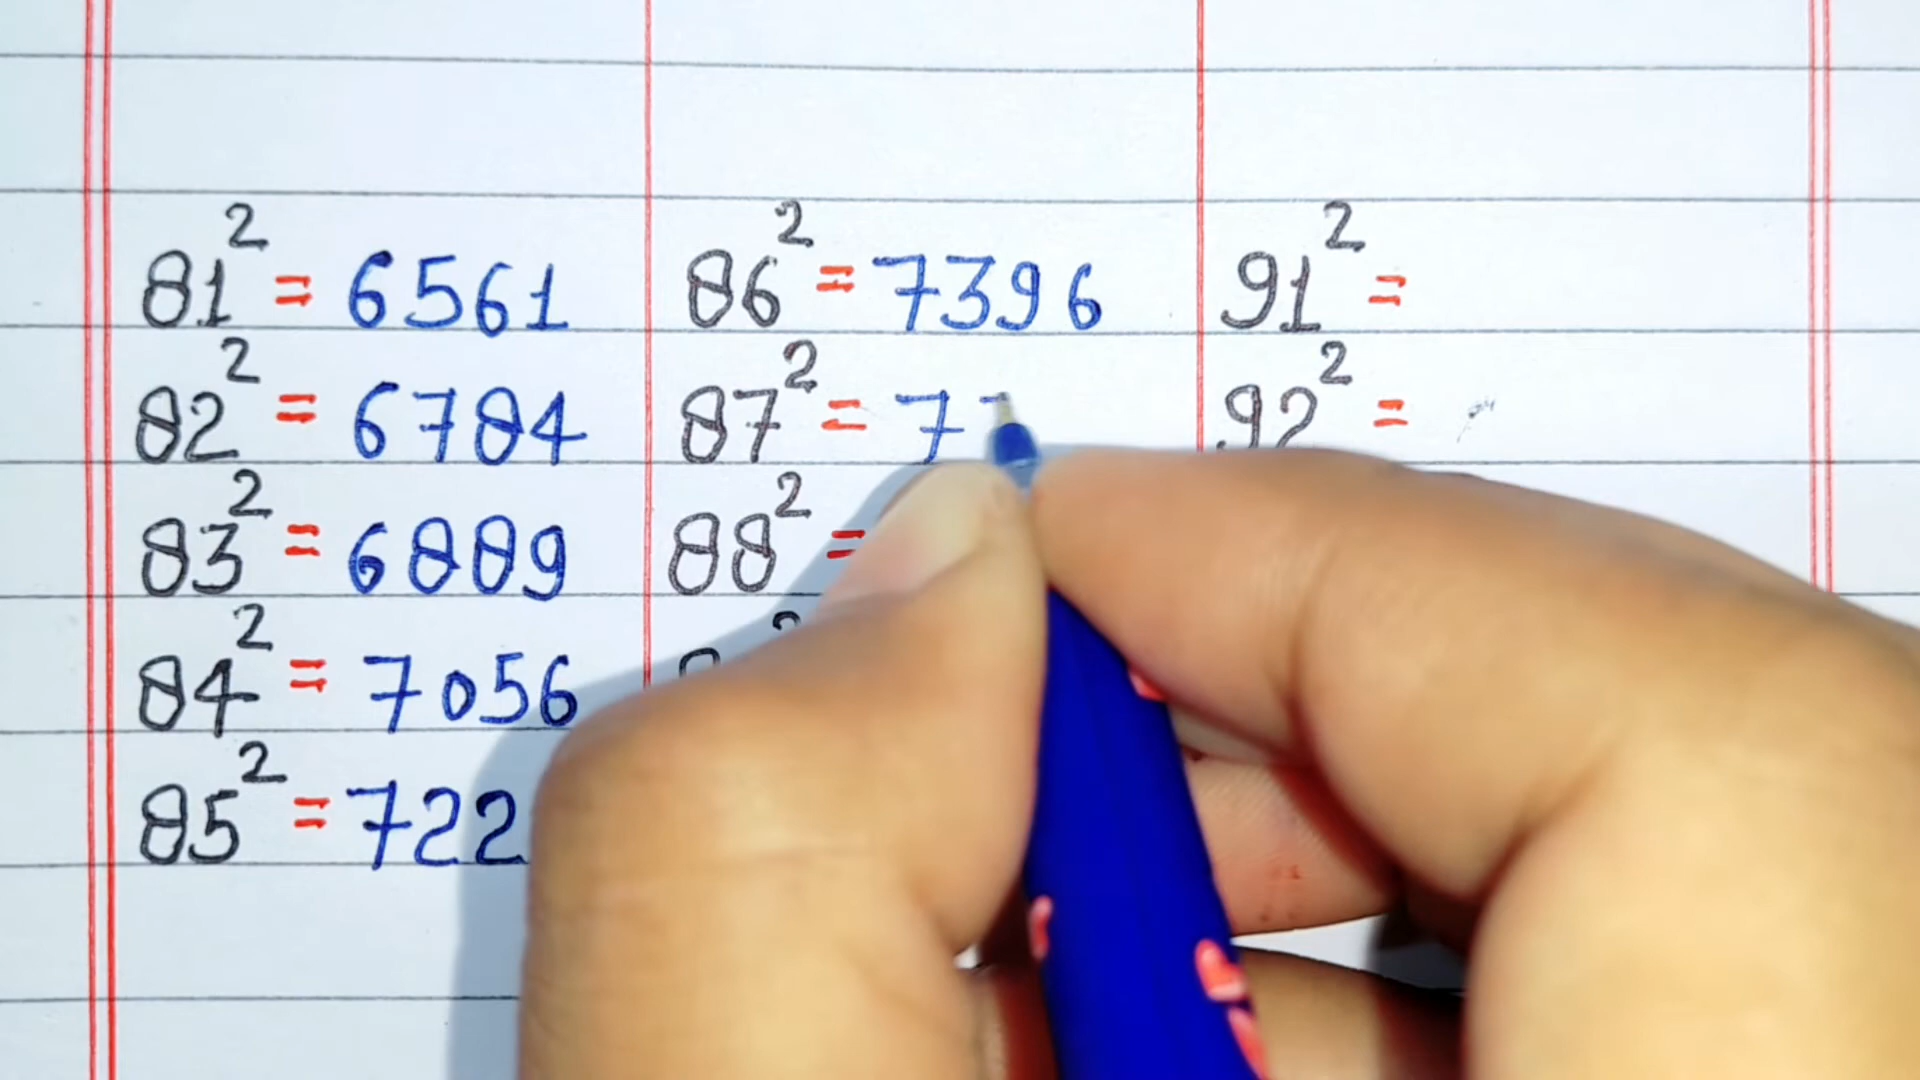 81² = 6561
82² = 6784
83² = 6889
84² = 7056
85² = 722
86² = 7396
87² = 7
88² =
91² =
92² =